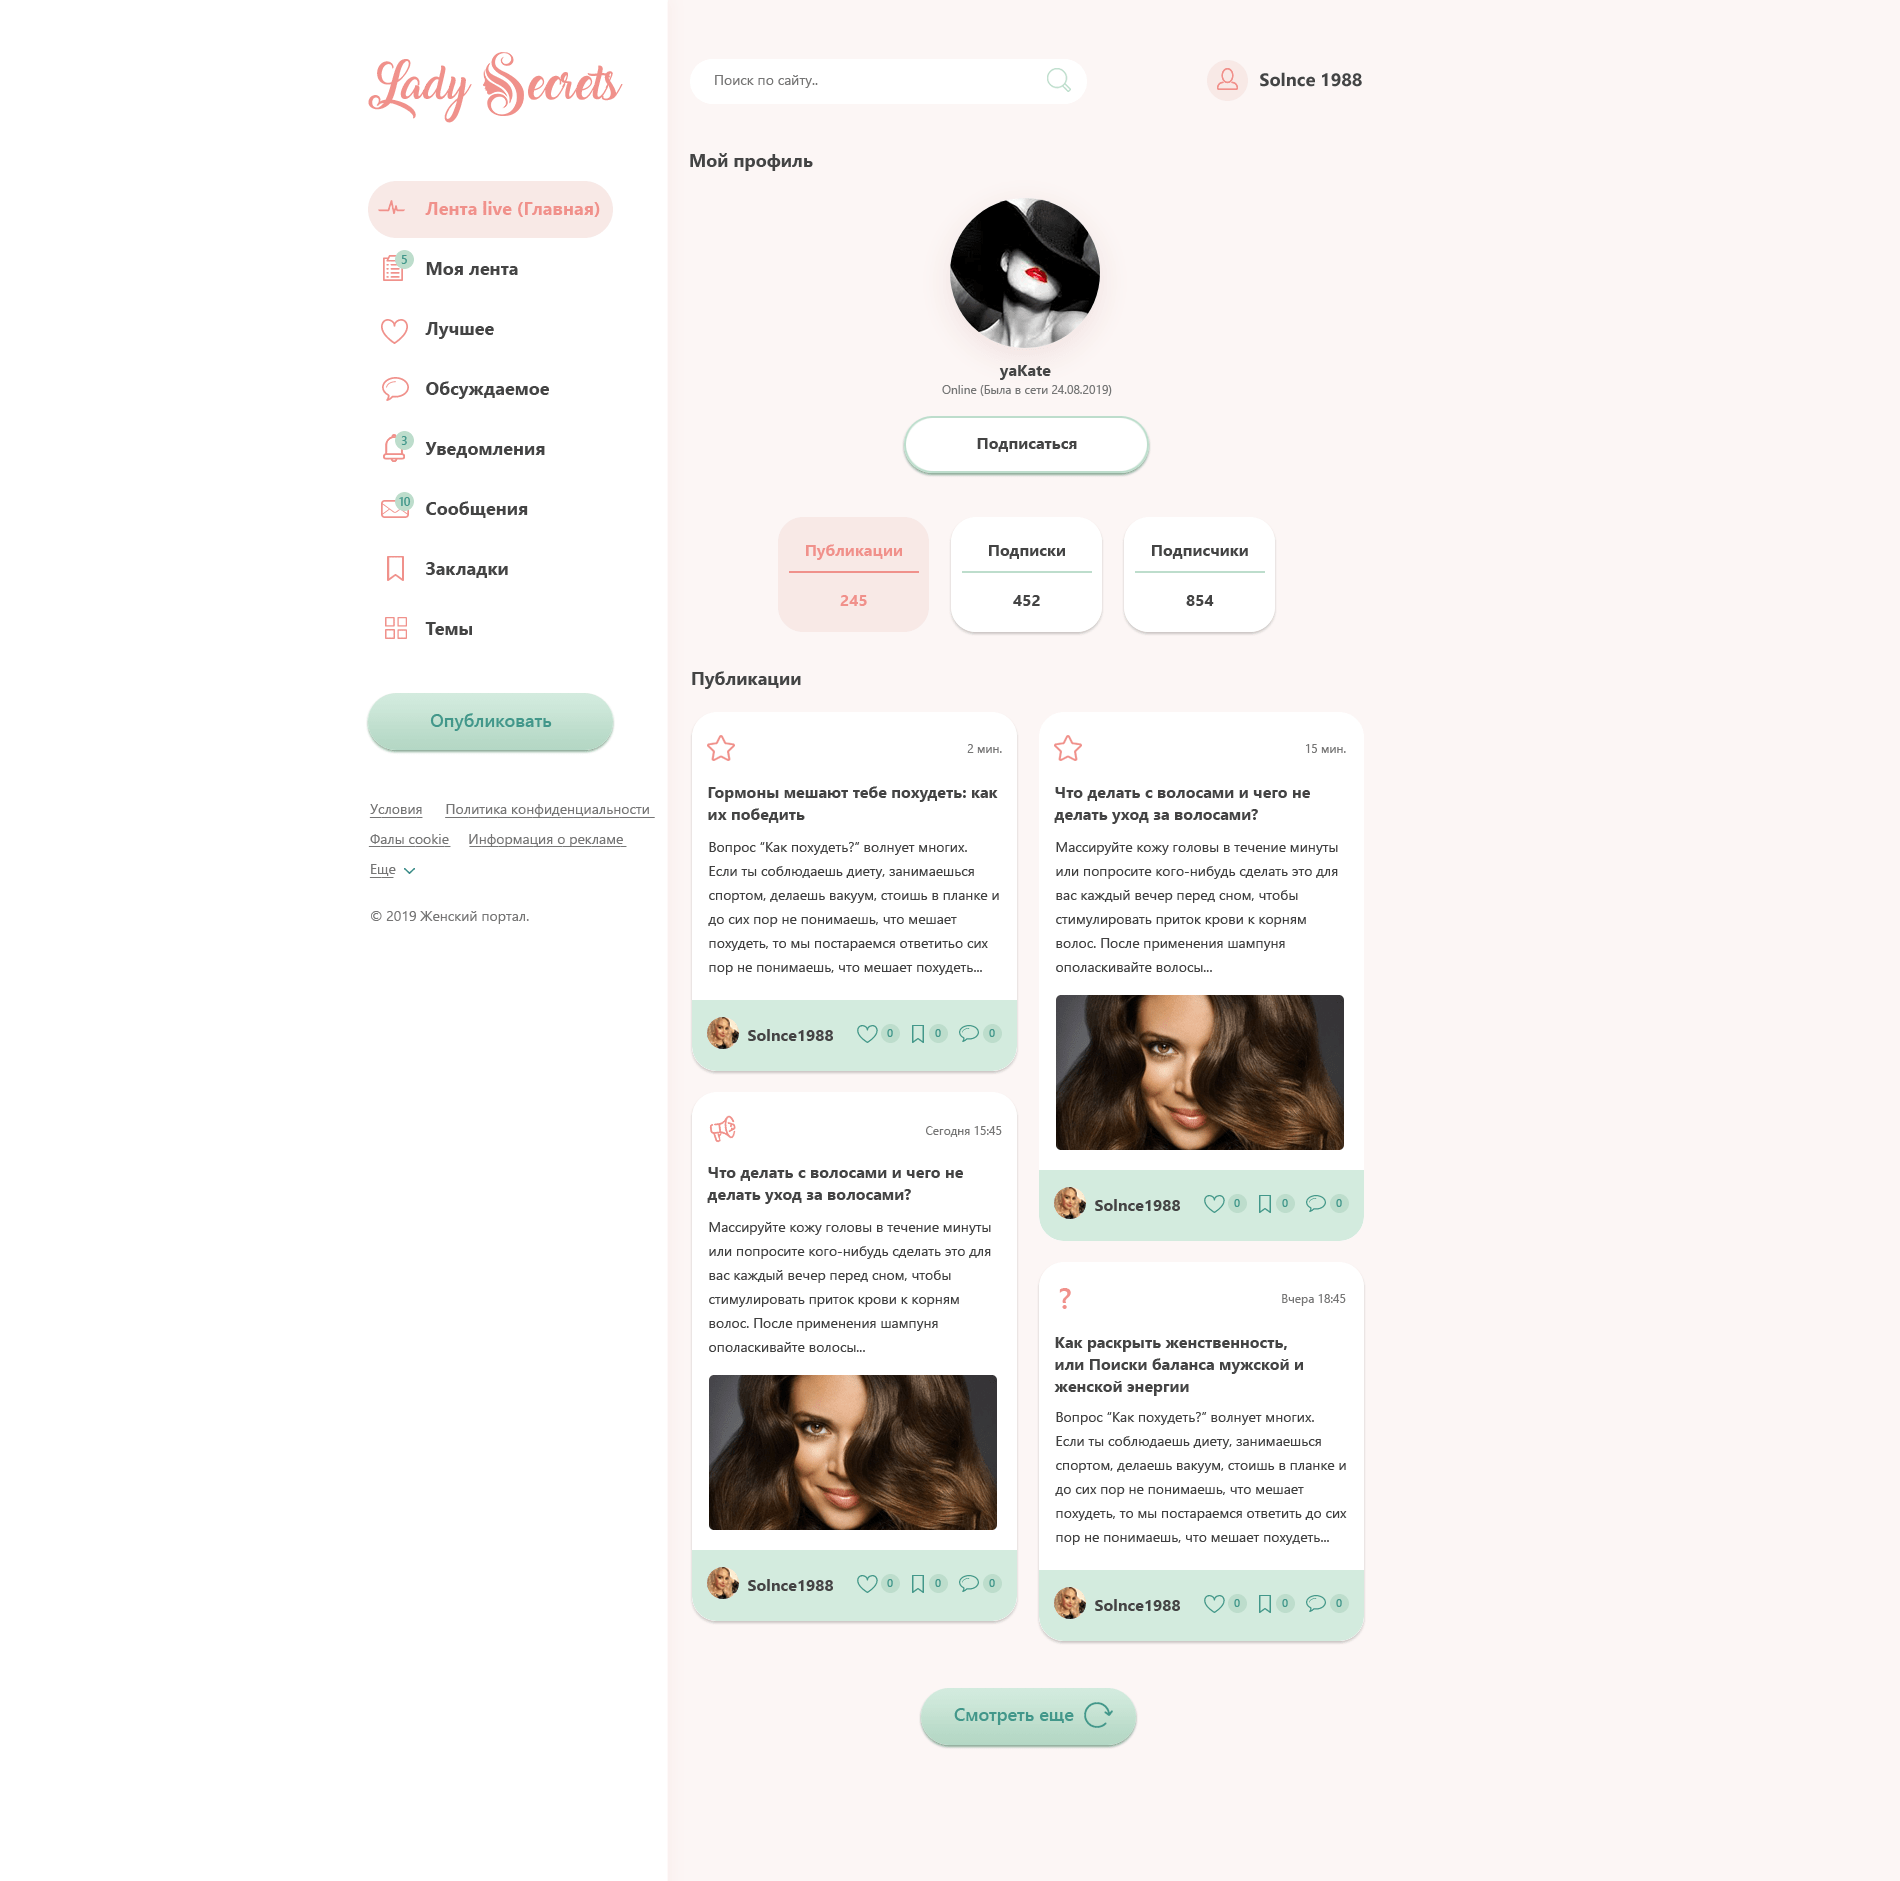 Lady Secrets
Лента live (Главная)
5
Моя лента
Лучшее
Обсуждаемое
3
Уведомления
10
Сообщения
Закладки
Темы
Опубликовать
Условия Политика конфиденциальности
Фалы cookie Информация о рекламе
Еще
© 2019 Женский портал.
Поиск по сайту..
Solnce 1988
Мой профиль
yaKate
Online (Была в сети 24.08.2019)
Подписаться
Публикации
245
Подписки
452
Подписчики
854
Публикации
2 мин.
Гормоны мешают тебе похудеть: как
их победить
Вопрос “Как похудеть?” волнует многих.
Если ты соблюдаешь диету, занимаешься
спортом, делаешь вакуум, стоишь в планке и
до сих пор не понимаешь, что мешает
похудеть, то мы постараемся ответитьо сих
пор не понимаешь, что мешает похудеть...
Solnce1988 0 0 0
Сегодня 15:45
Что делать с волосами и чего не
делать уход за волосами?
Массируйте кожу головы в течение минуты
или попросите кого-нибудь сделать это для
вас каждый вечер перед сном, чтобы
стимулировать приток крови к корням
волос. После применения шампуня
ополаскивайте волосы...
Solnce1988 0 0 0
15 мин.
Что делать с волосами и чего не
делать уход за волосами?
Массируйте кожу головы в течение минуты
или попросите кого-нибудь сделать это для
вас каждый вечер перед сном, чтобы
стимулировать приток крови к корням
волос. После применения шампуня
ополаскивайте волосы...
Solnce1988 0 0 0
?
Вчера 18:45
Как раскрыть женственность,
или Поиски баланса мужской и
женской энергии
Вопрос “Как похудеть?” волнует многих.
Если ты соблюдаешь диету, занимаешься
спортом, делаешь вакуум, стоишь в планке и
до сих пор не понимаешь, что мешает
похудеть, то мы постараемся ответить до сих
пор не понимаешь, что мешает похудеть...
Solnce1988 0 0 0
Смотреть еще